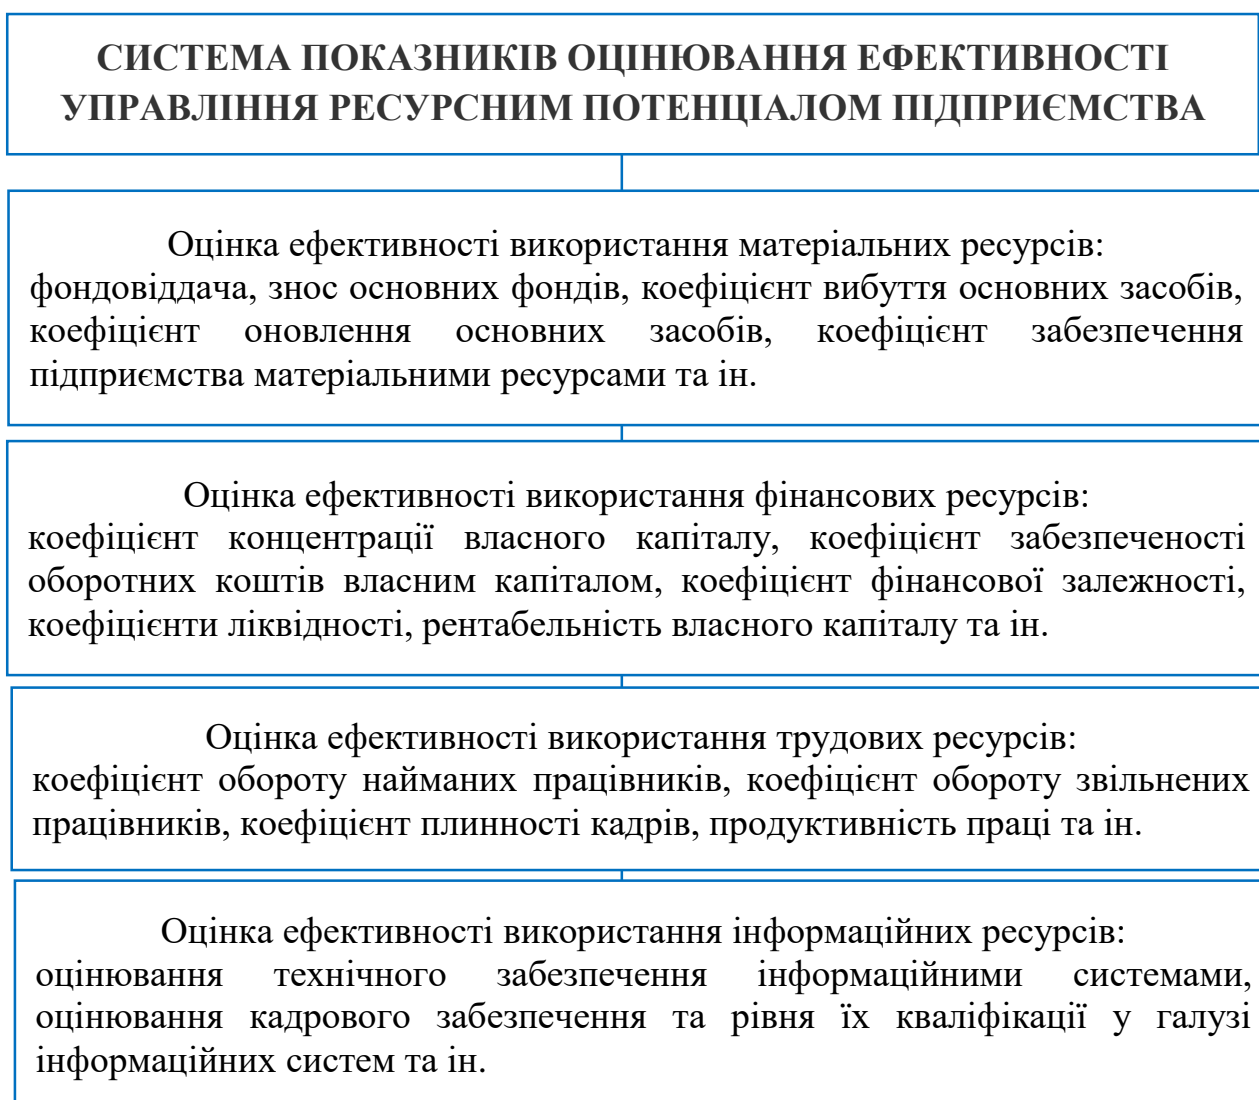 СИСТЕМА ПОКАЗНИКІВ ОЦІНЮВАННЯ ЕФЕКТИВНОСТІ
УПРАВЛІННЯ РЕСУРСНИМ ПОТЕНЦІАЛОМ ПІДПРИЄМСТВА
Оцінка ефективності використання матеріальних ресурсів:
фондовіддача, знос основних фондів, коефіцієнт вибуття основних засобів,
коефіцієнт оновлення основних засобів, коефіцієнт забезпечення
підприємства матеріальними ресурсами та ін.
Оцінка ефективності використання фінансових ресурсів:
коефіцієнт концентрації власного капіталу, коефіцієнт забезпеченості
оборотних коштів власним капіталом, коефіцієнт фінансової залежності,
коефіцієнти ліквідності, рентабельність власного капіталу та ін.
Оцінка ефективності використання трудових ресурсів:
коефіцієнт обороту найманих працівників, коефіцієнт обороту звільнених
працівників, коефіцієнт плинності кадрів, продуктивність праці та ін.
Оцінка ефективності використання інформаційних ресурсів:
оцінювання технічного забезпечення інформаційними системами,
оцінювання кадрового забезпечення та рівня їх кваліфікації у галузі
інформаційних систем та ін.